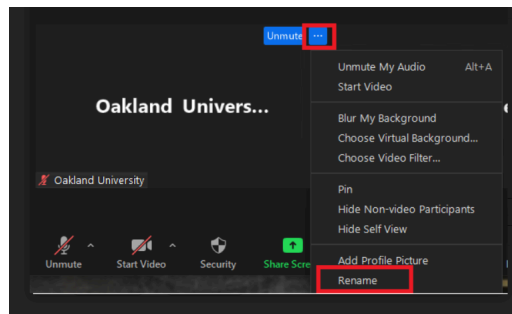 Unmute ...
Unmute My Audio Alt+A
Start Video
Oakland Univers...
Blur My Background
Choose Virtual Background...
Choose Video Filter...
Oakland University
Pin
Hide Non-video Participants
Hide Self View
Add Profile Picture
Rename
Unmute Start Video Security Share Scre